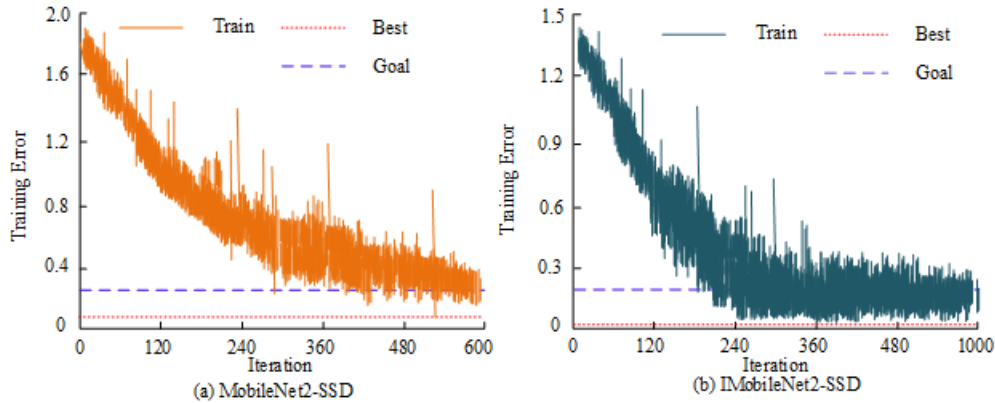 2.0
1.6
1.2
0.8
0.4
0
Training Error
Train
Best
Goal
0 120 240 360 480 600
Iteration
(a) MobileNet2-SSD
1.5
1.2
0.9
0.6
0.3
0
Training Error
Train
Best
Goal
0 120 240 360 480 1000
Iteration
(b) IMobileNet2-SSD